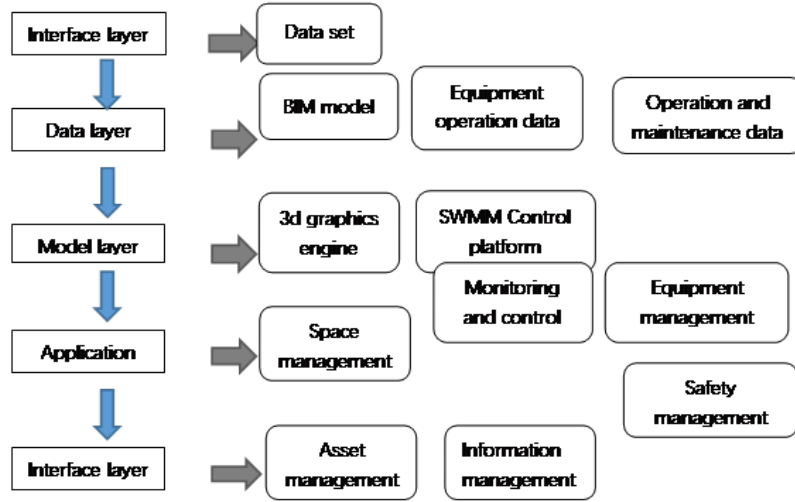 Interface layer
Data set
BIM model
Equipment
operation data
Operation and
maintenance data
Data layer
3d graphics
engine
SWMM Control
platform
Model layer
Monitoring
and control
Equipment
management
Application
Space
management
Safety
management
Interface layer
Asset
management
Information
management